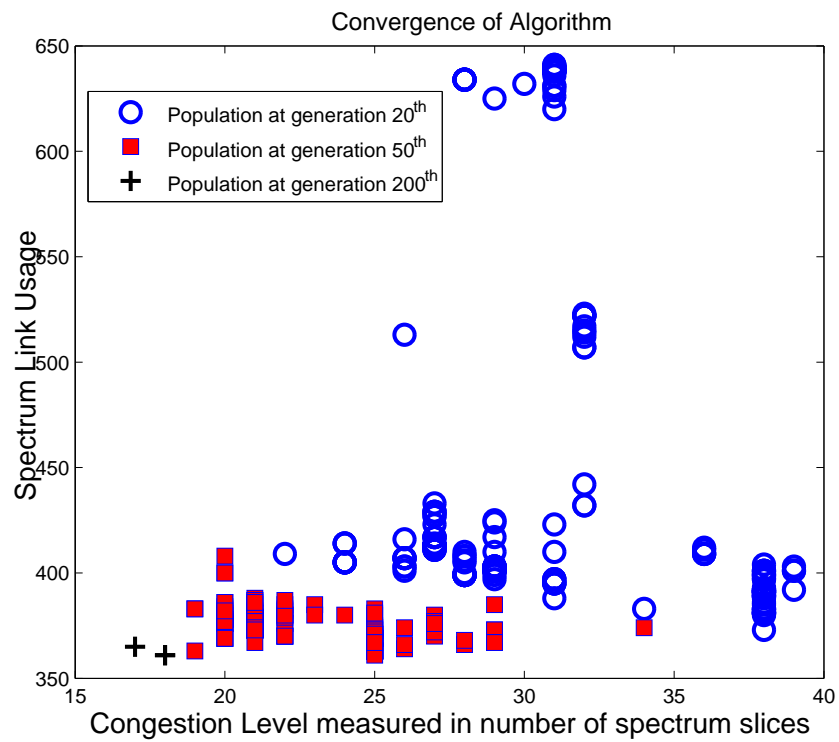 Convergence of Algorithm
650
600
550
500
450
400
350
Spectrum Link Usage
Population at generation 20th
Population at generation 50th
Population at generation 200th
15 20 25 30 35 40
Congestion Level measured in number of spectrum slices